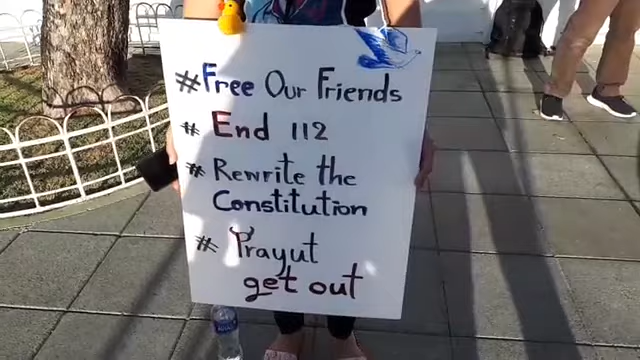 #Free Our Friends
# End 112
# Rewrite the
Constitution
# Prayut
get out